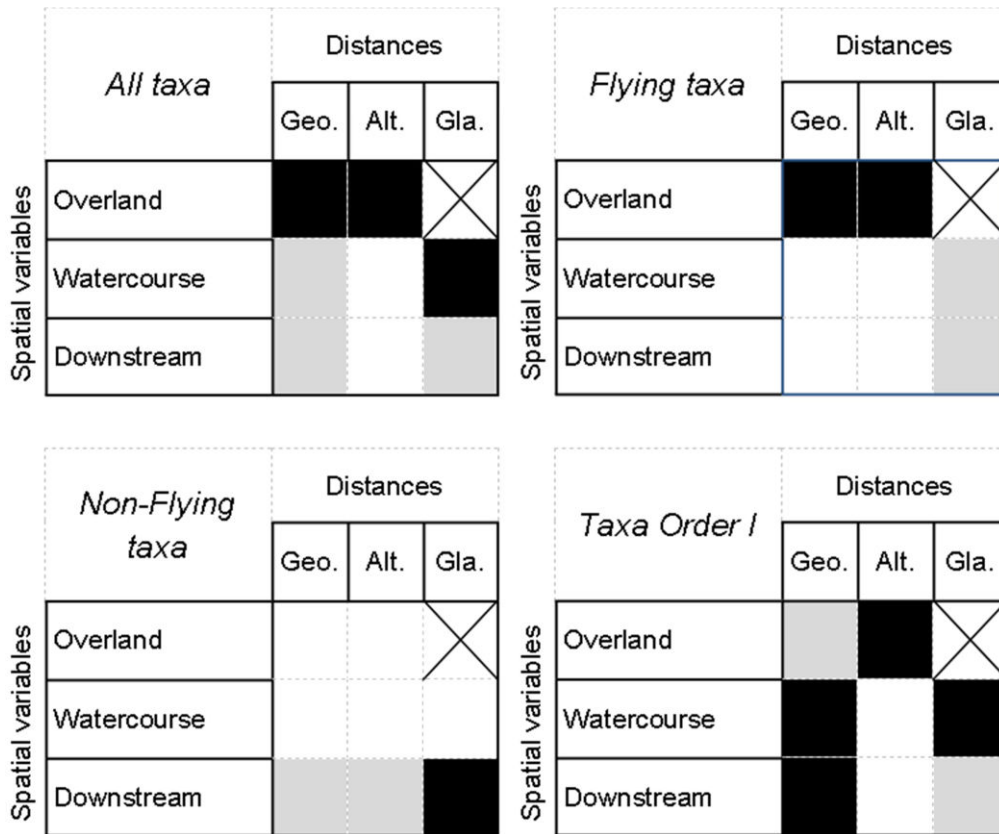 Distances
All taxa
Geo. Alt. Gla.
Spatial variables
Overland
Watercourse
Downstream
Distances
Flying taxa
Geo. Alt. Gla.
Spatial variables
Overland
Watercourse
Downstream
Distances
Non-Flying
taxa
Geo. Alt. Gla.
Spatial variables
Overland
Watercourse
Downstream
Distances
Taxa Order I
Geo. Alt. Gla.
Spatial variables
Overland
Watercourse
Downstream